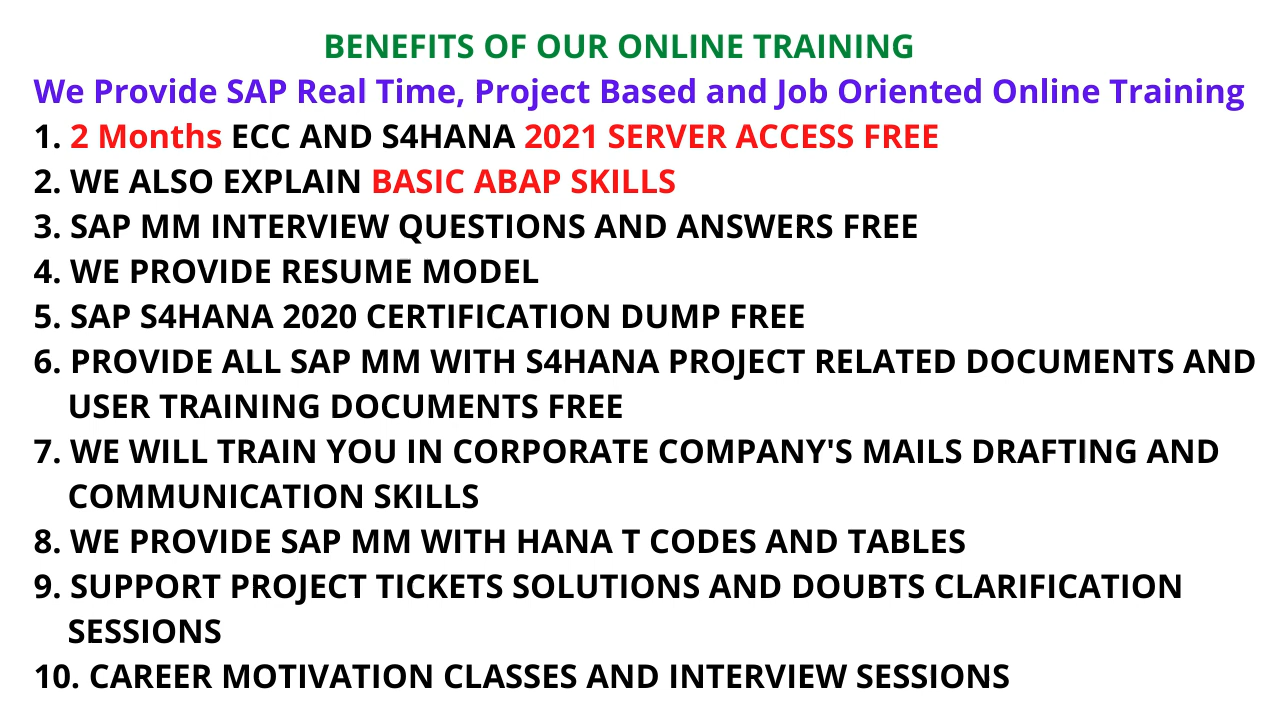 BENEFITS OF OUR ONLINE TRAINING
We Provide SAP Real Time, Project Based and Job Oriented Online Training
1. 2 Months ECC AND S4HANA 2021 SERVER ACCESS FREE
2. WE ALSO EXPLAIN BASIC ABAP SKILLS
3. SAP MM INTERVIEW QUESTIONS AND ANSWERS FREE
4. WE PROVIDE RESUME MODEL
5. SAP S4HANA 2020 CERTIFICATION DUMP FREE
6. PROVIDE ALL SAP MM WITH S4HANA PROJECT RELATED DOCUMENTS AND
USER TRAINING DOCUMENTS FREE
7. WE WILL TRAIN YOU IN CORPORATE COMPANY'S MAILS DRAFTING AND
COMMUNICATION SKILLS
8. WE PROVIDE SAP MM WITH HANA T CODES AND TABLES
9. SUPPORT PROJECT TICKETS SOLUTIONS AND DOUBTS CLARIFICATION
SESSIONS
10. CAREER MOTIVATION CLASSES AND INTERVIEW SESSIONS